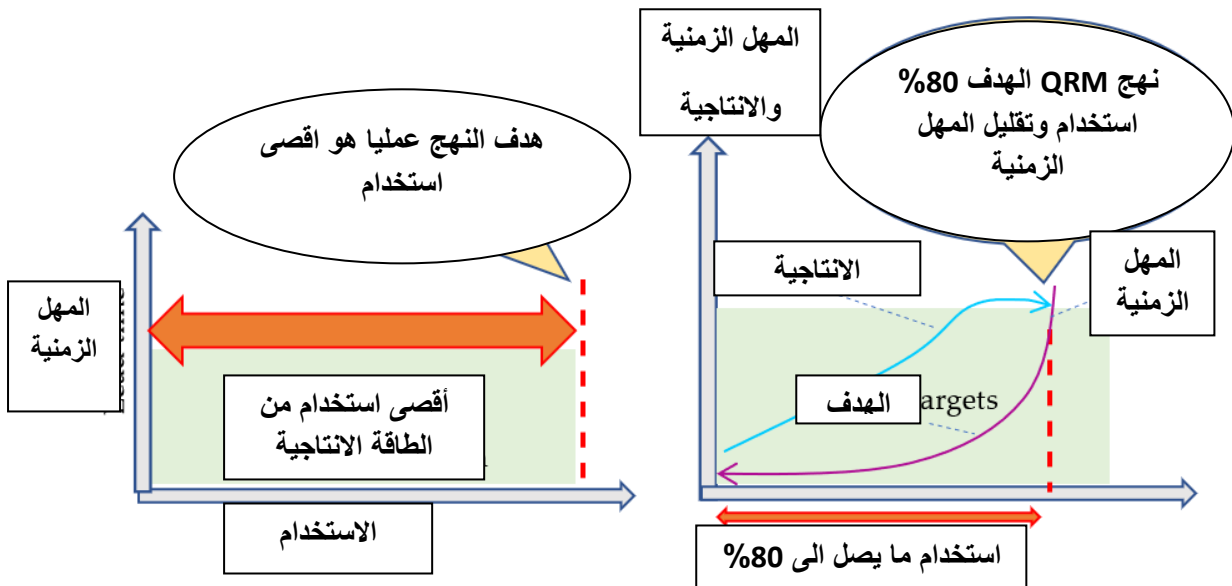 المهل الزمنية
والانتاجية
نهج QRM الهدف 80%
استخدام وتقليل المهل
الزمنية
هدف النهج عمليا هو اقصى
استخدام
الانتاجية
المهل
الزمنية
المهل
الزمنية
أقصى استخدام من
الطاقة الانتاجية
الهدف
argets
الاستخدام
استخدام ما يصل الى 80%